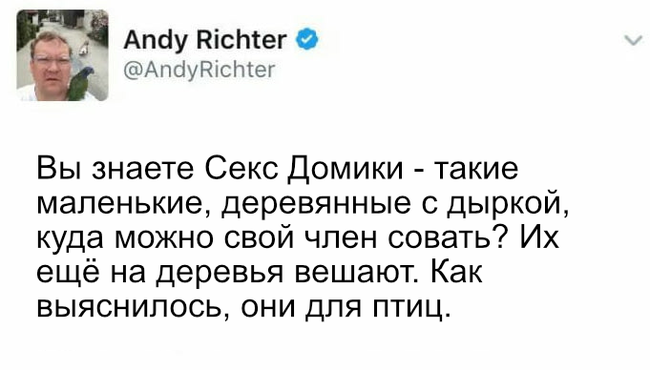 Andy Richter
@AndyRichter
Вы знаете Секс Домики - такие
маленькие, деревянные с дыркой,
куда можно свой член совать? Их
ещё на деревья вешают. Как
выяснилось, они для птиц.